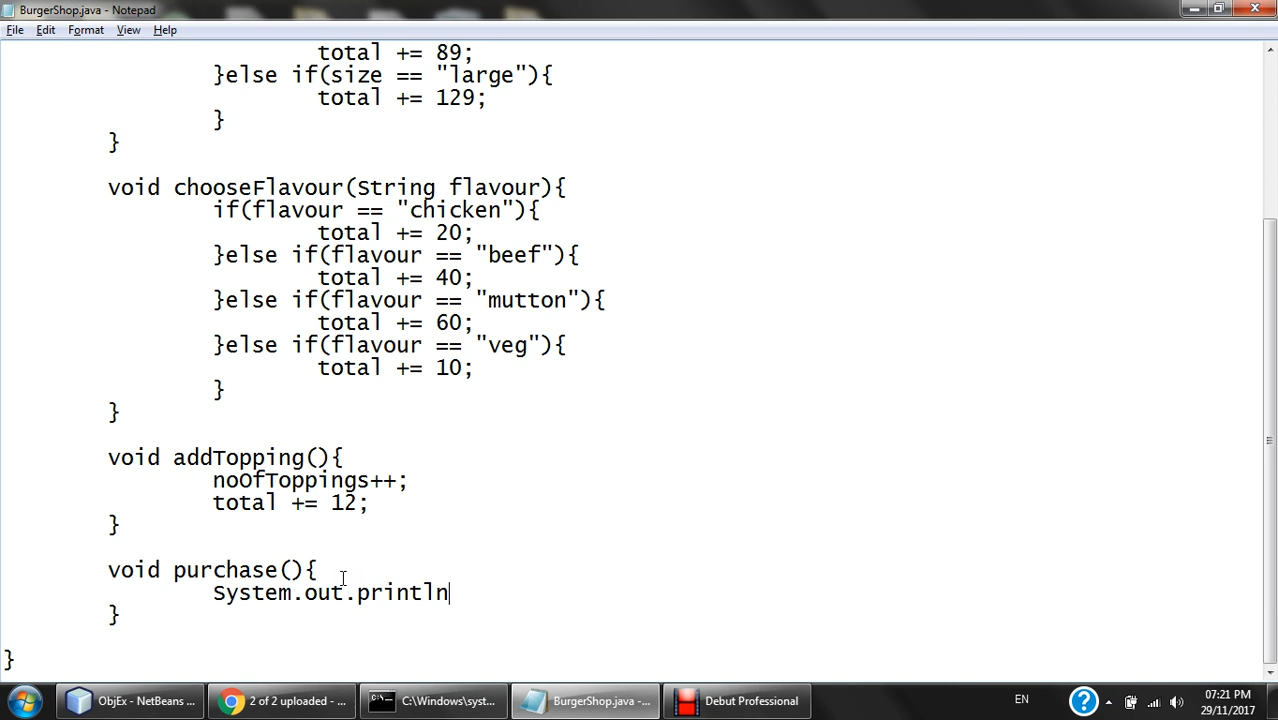 BurgerShop.java - Notepad
File Edit Format View Help
total += 89;
}else if(size == "large"){
total += 129;
}
}
void chooseFlavour(String flavour){
if(flavour == "chicken"){
total += 20;
}else if(flavour == "beef"){
total += 40;
}else if(flavour == "mutton"){
total += 60;
}else if(flavour == "veg"){
total += 10;
}
}
void addTopping(){
noOfToppings++;
total += 12;
}
void purchase(){
System.out.println
}
}
ObjEx - NetBeans ... 2 of 2 uploaded - ... C:\Windows\syst... BurgerShop.java -... Debut Professional EN 07:21 PM
29/11/2017